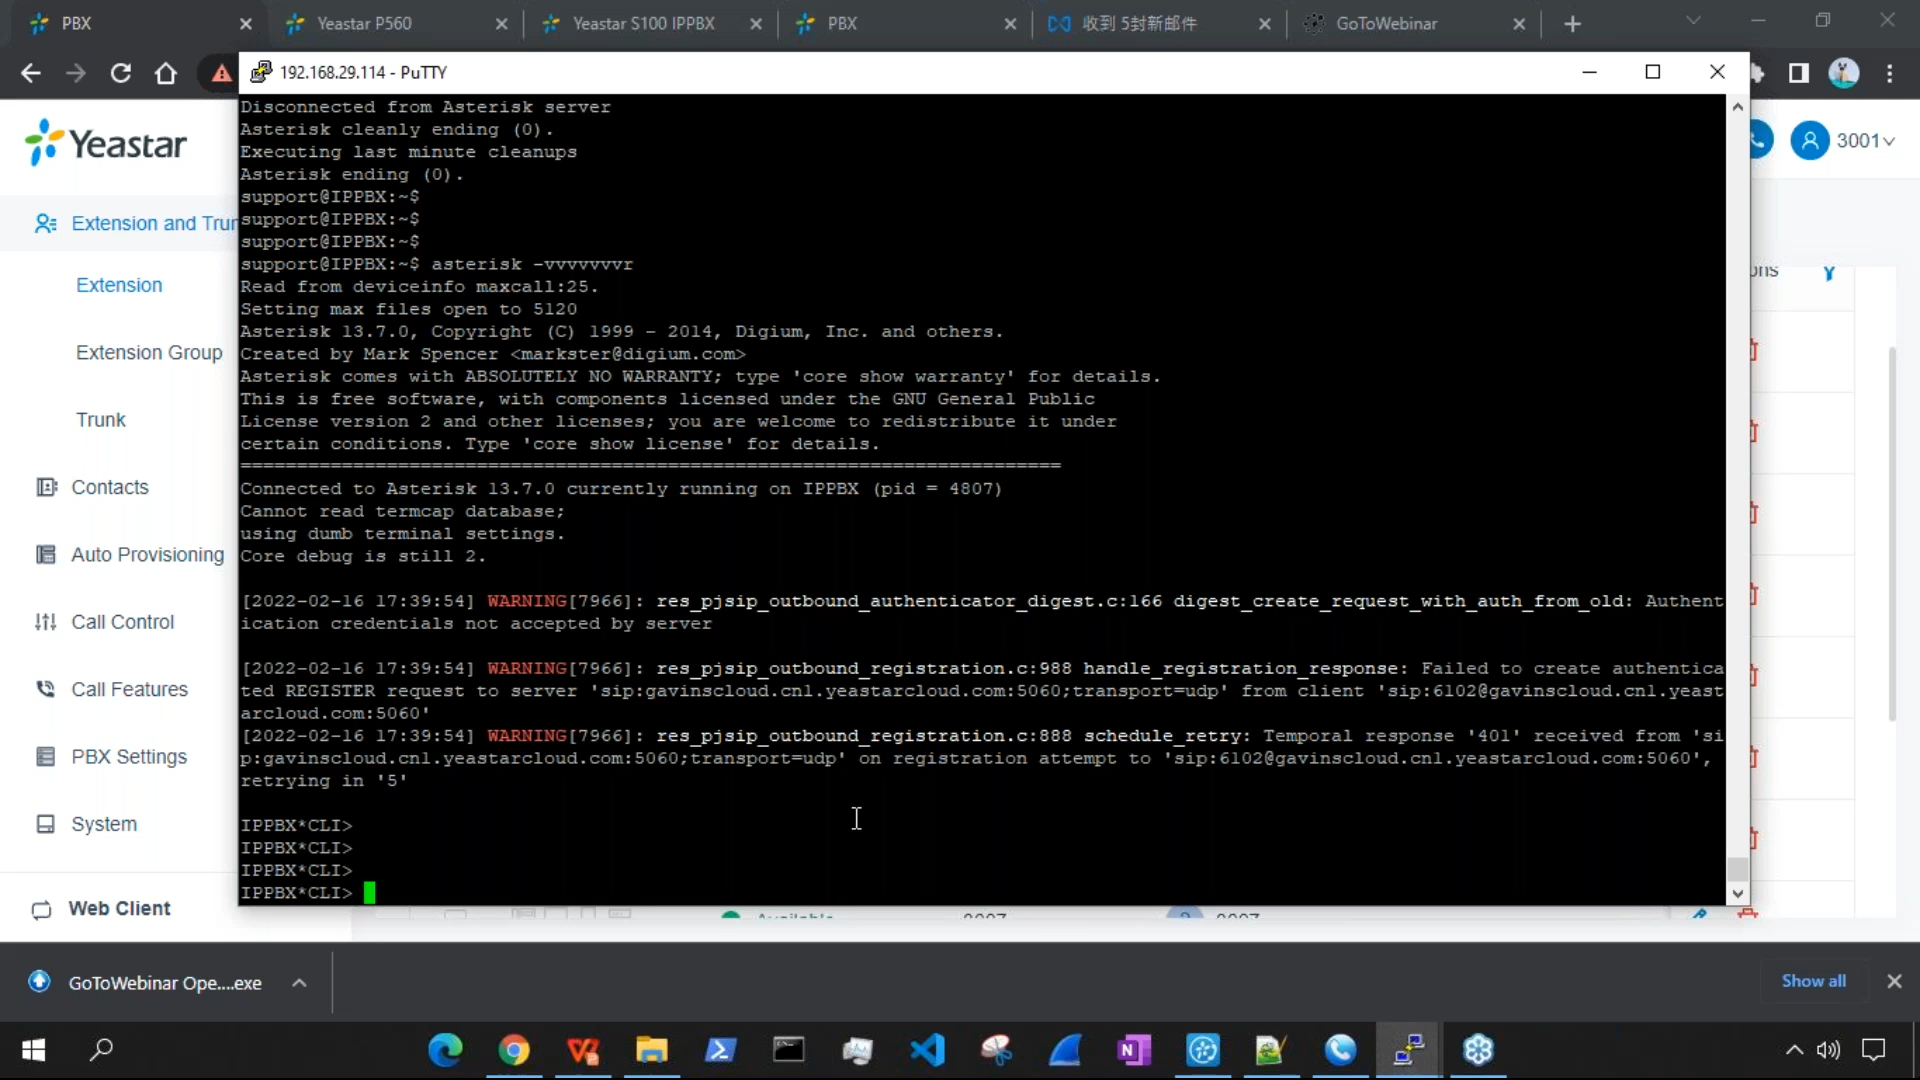 PBX
Yeastar P560
Yeastar S100 IPPBX
PBX
收到 5封新邮件
GoToWebinar
192.168.29.114 - PuTTY
Yeastar
3001
Extension and Trun
Extension
Extension Group
Trunk
Contacts
Auto Provisioning
Call Control
Call Features
PBX Settings
System
Web Client
Disconnected from Asterisk server
Asterisk cleanly ending (0).
Executing last minute cleanups
Asterisk ending (0).
support@IPPBX:~$
support@IPPBX:~$
support@IPPBX:~$
support@IPPBX:~$ asterisk -vvvvvvvr
Read from deviceinfo maxcall:25.
Setting max files open to 5120
Asterisk 13.7.0, Copyright (C) 1999 - 2014, Digium, Inc. and others.
Created by Mark Spencer <markster@digium.com>
Asterisk comes with ABSOLUTELY NO WARRANTY; type 'core show warranty' for details.
This is free software, with components licensed under the GNU General Public
License version 2 and other licenses; you are welcome to redistribute it under
certain conditions. Type 'core show license' for details.
=========================================================================
Connected to Asterisk 13.7.0 currently running on IPPBX (pid = 4807)
Cannot read termcap database;
using dumb terminal settings.
Core debug is still 2.
[2022-02-16 17:39:54] WARNING[7966]: res_pjsip_outbound_authenticator_digest.c:166 digest_create_request_with_auth_from_old: Authent
ication credentials not accepted by server
[2022-02-16 17:39:54] WARNING[7966]: res_pjsip_outbound_registration.c:988 handle_registration_response: Failed to create authentica
ted REGISTER request to server 'sip:gavinscloud.cn1.yeastarcloud.com:5060;transport=udp' from client 'sip:6102@gavinscloud.cn1.yeast
arcloud.com:5060'
[2022-02-16 17:39:54] WARNING[7966]: res_pjsip_outbound_registration.c:888 schedule_retry: Temporal response '401' received from 'si
p:gavinscloud.cn1.yeastarcloud.com:5060;transport=udp' on registration attempt to 'sip:6102@gavinscloud.cn1.yeastarcloud.com:5060',
retrying in '5'
IPPBX*CLI>
IPPBX*CLI>
IPPBX*CLI>
IPPBX*CLI>
GoToWebinar Ope....exe
Show all